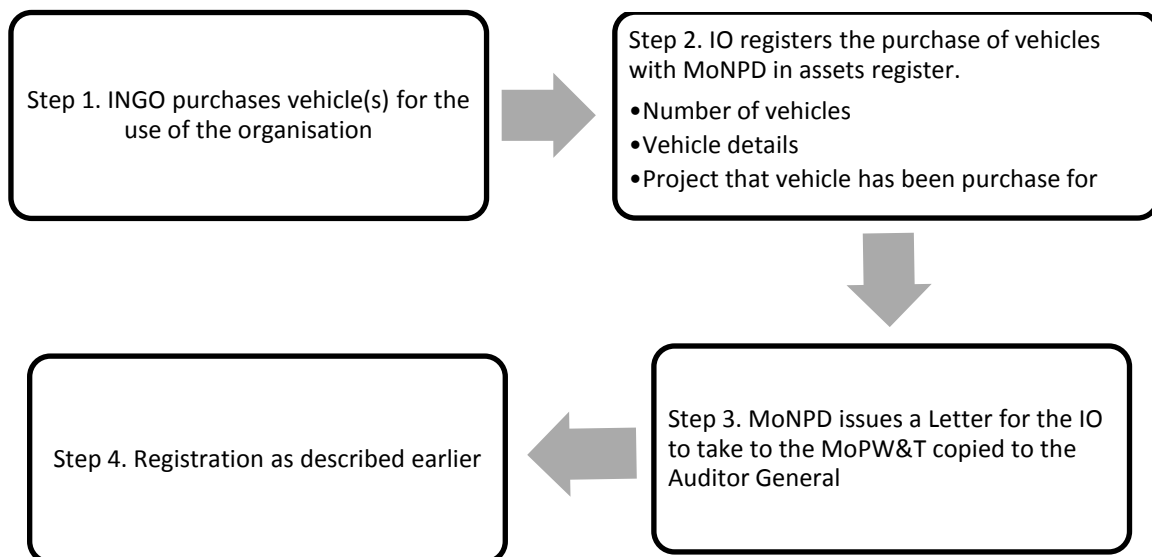 Step 1. INGO purchases vehicle(s) for the
use of the organisation
Step 2. IO registers the purchase of vehicles
with MoNPD in assets register.
•Number of vehicles
•Vehicle details
•Project that vehicle has been purchase for
Step 3. MoNPD issues a Letter for the IO
to take to the MoPW&T copied to the
Auditor General
Step 4. Registration as described earlier